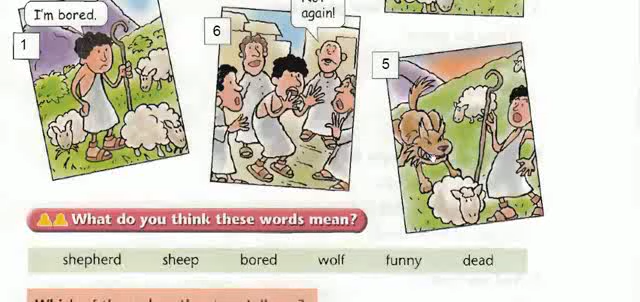 I'm bored.
1
6
again!
5
What do you think these words mean?
shepherd sheep bored wolf funny dead